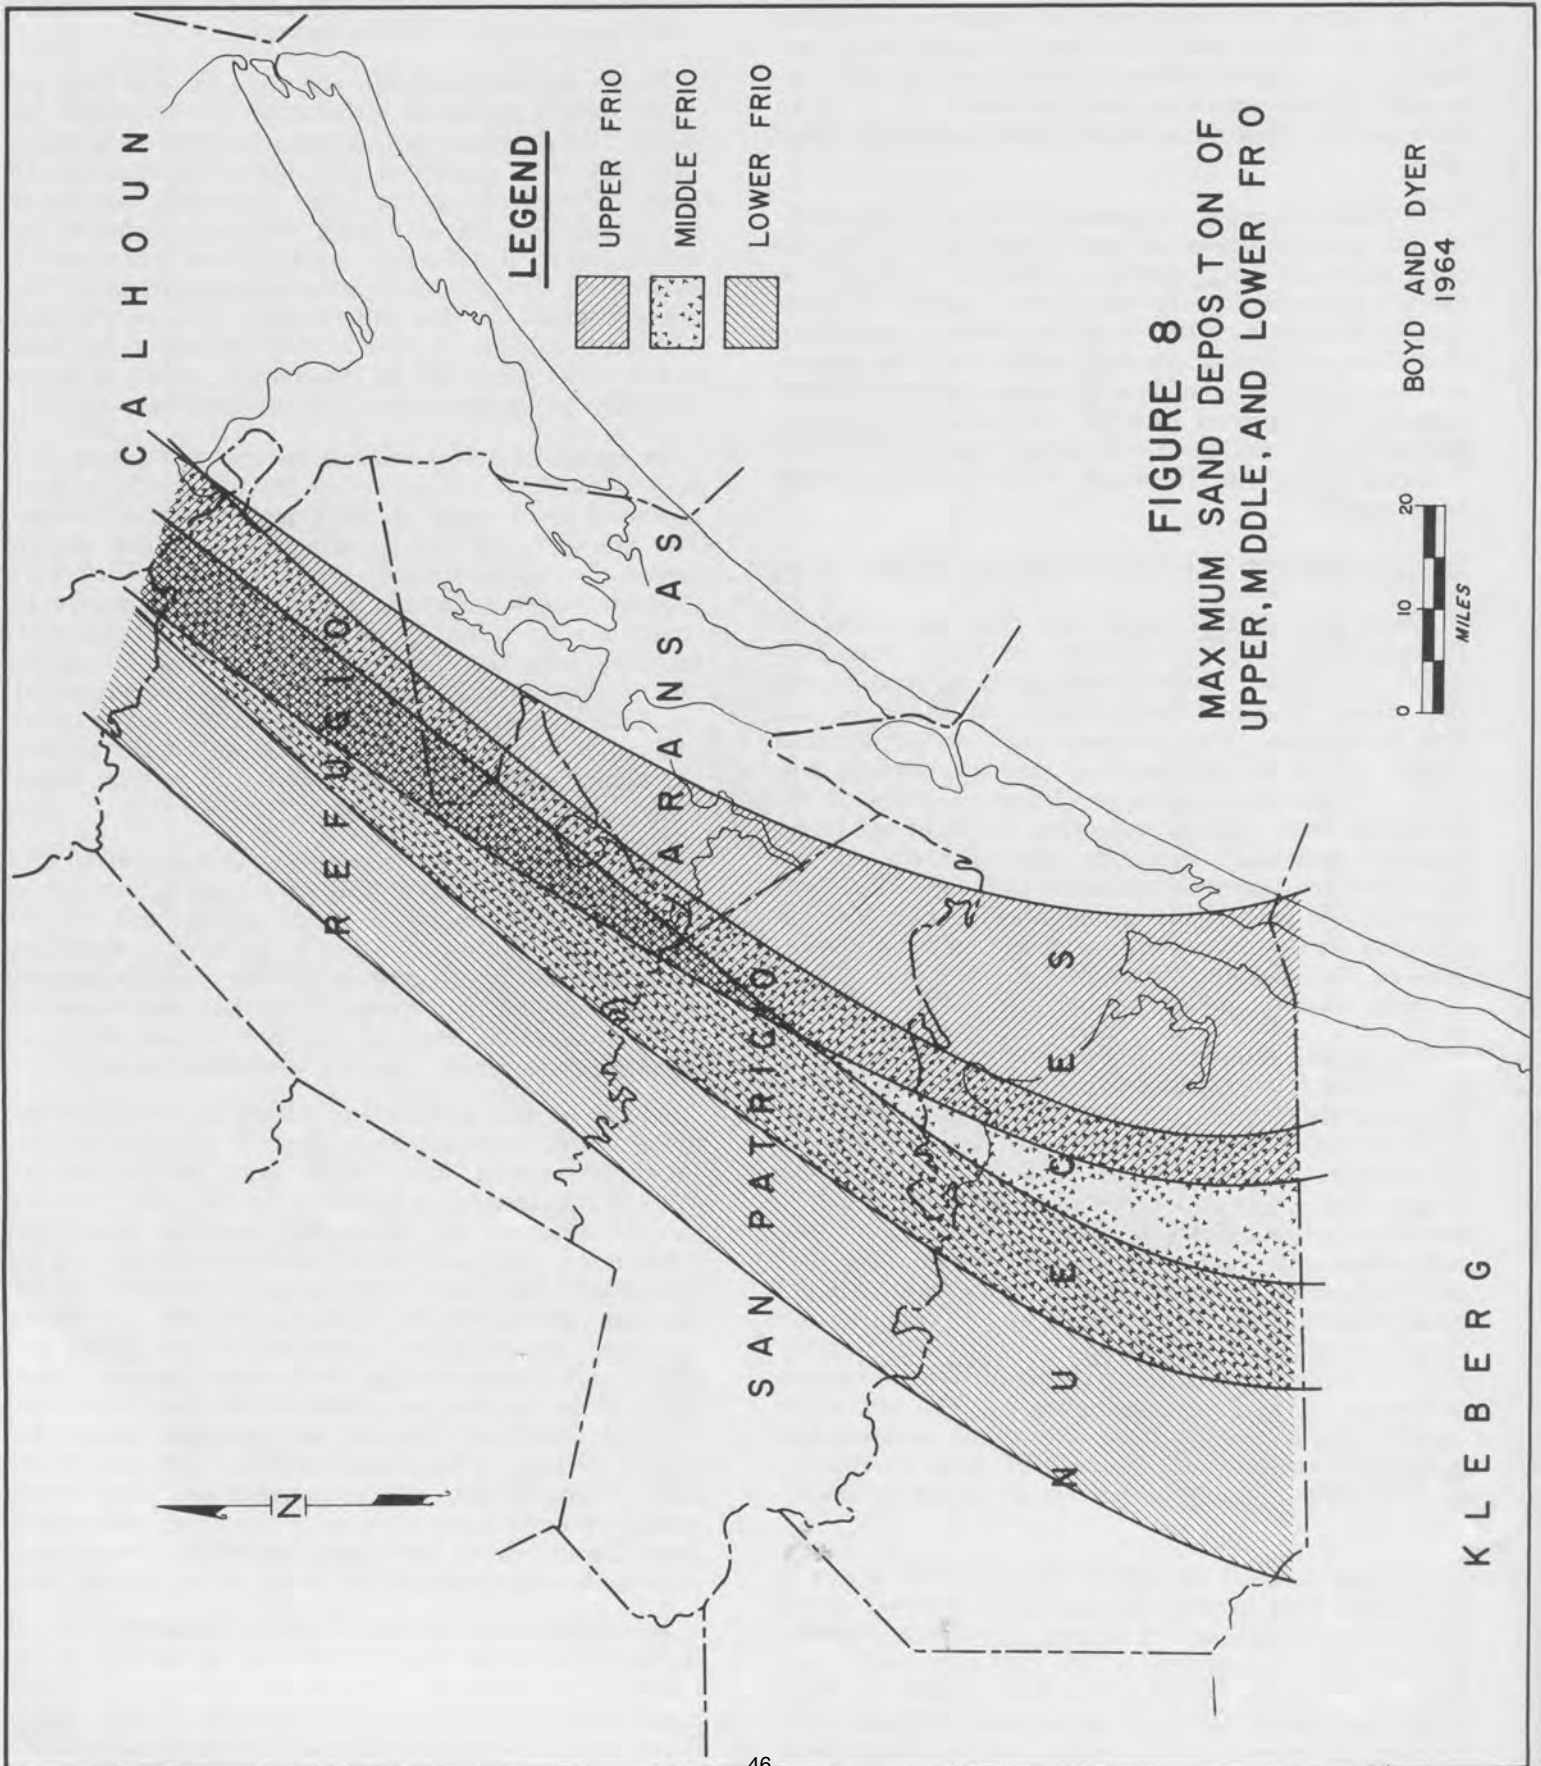 CALHOUN
REFUGIO
ARANSAS
SAN PATRICIO
NUECES
KLEBERG
N
LEGEND
UPPER FRIO
MIDDLE FRIO
LOWER FRIO
FIGURE 8
MAX MUM SAND DEPOS T ON OF
UPPER, M DDLE, AND LOWER FR O
0 10 20
MILES
BOYD AND DYER
1964
46